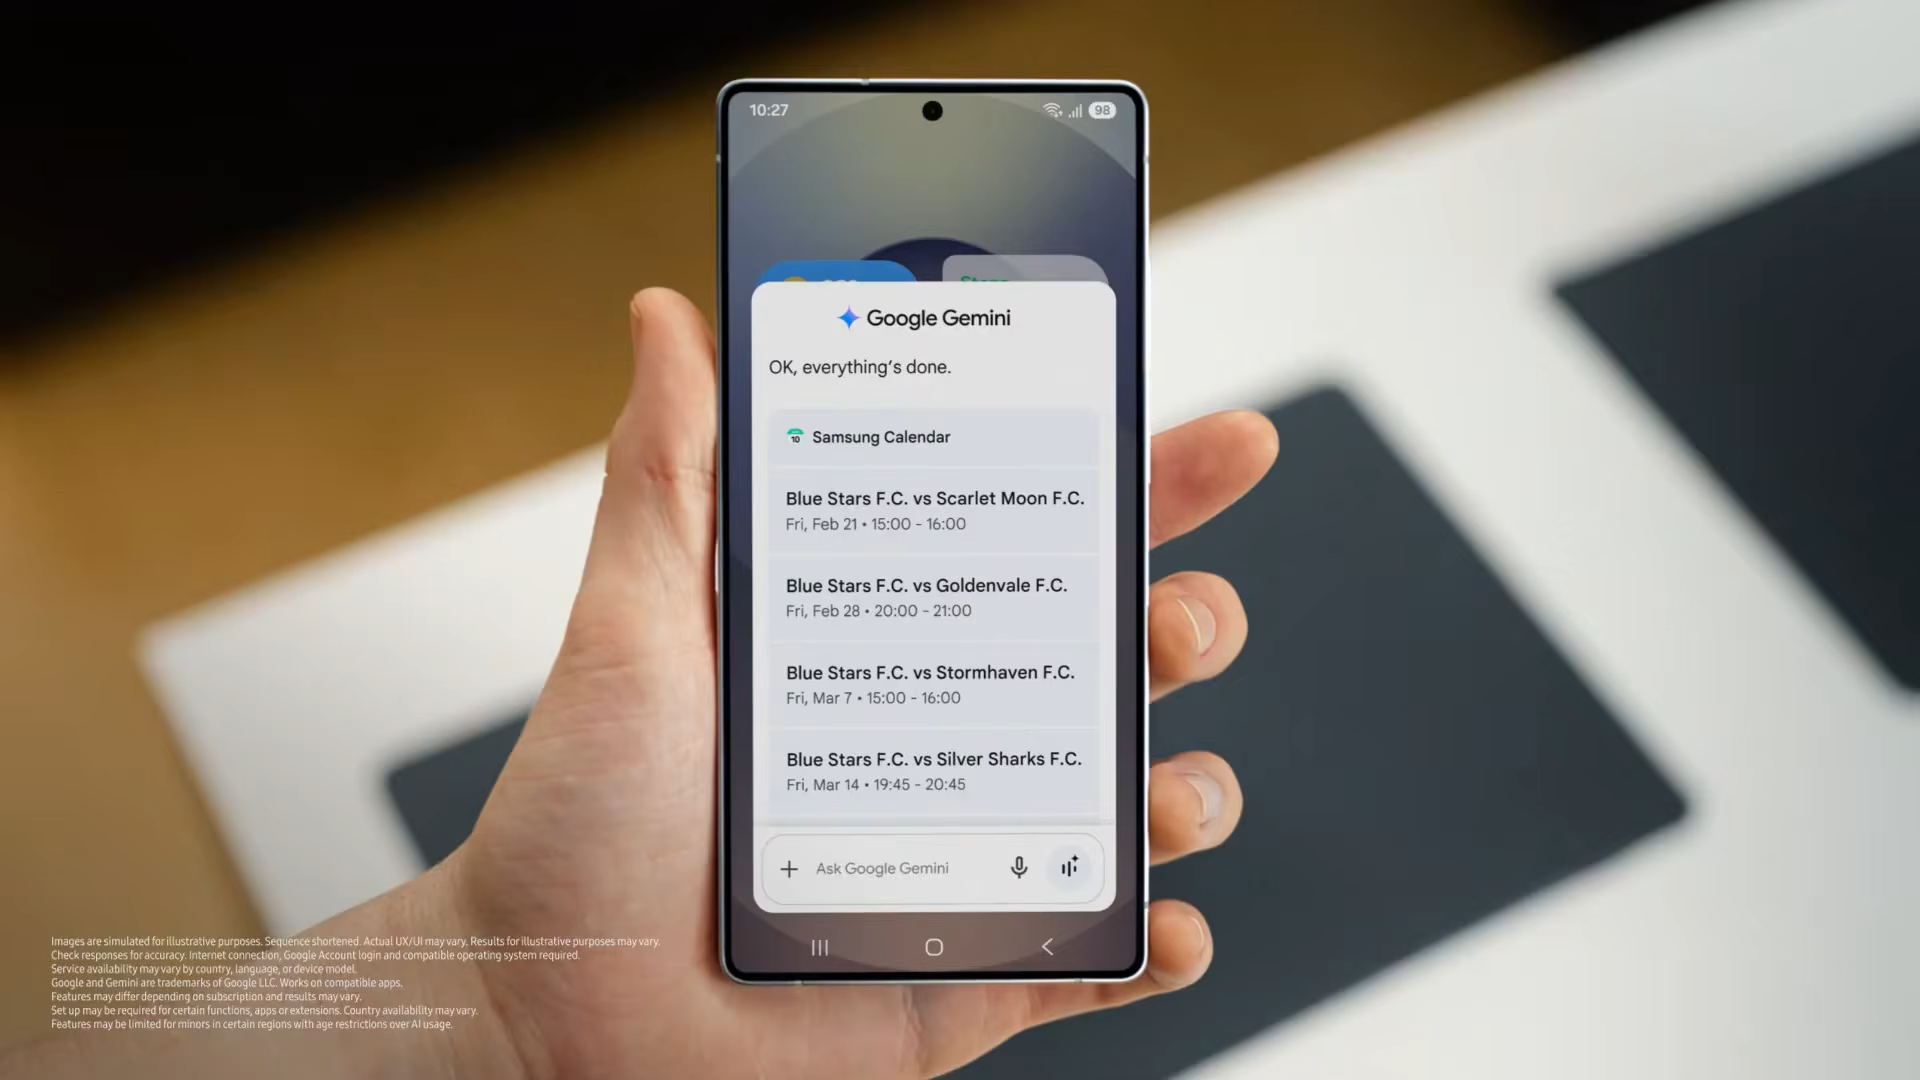 10:27
98
Google Gemini
OK, everything's done.
10 Samsung Calendar
Blue Stars F.C. vs Scarlet Moon F.C.
Fri, Feb 21 • 15:00 - 16:00
Blue Stars F.C. vs Goldenvale F.C.
Fri, Feb 28 • 20:00 - 21:00
Blue Stars F.C. vs Stormhaven F.C.
Fri, Mar 7 • 15:00 - 16:00
Blue Stars F.C. vs Silver Sharks F.C.
Fri, Mar 14 • 19:45 - 20:45
Ask Google Gemini
Images are simulated for illustrative purposes. Sequence shortened. Actual UX/UI may vary. Results for illustrative purposes may vary.
Check responses for accuracy. Internet connection, Google Account login and compatible operating system required.
Service availability may vary by country, language, or device model.
Google and Gemini are trademarks of Google LLC. Works on compatible apps.
Features may differ depending on subscription and results may vary.
Set up may be required for certain functions, apps or extensions. Country availability may vary.
Features may be limited for minors in certain regions with age restrictions over AI usage.